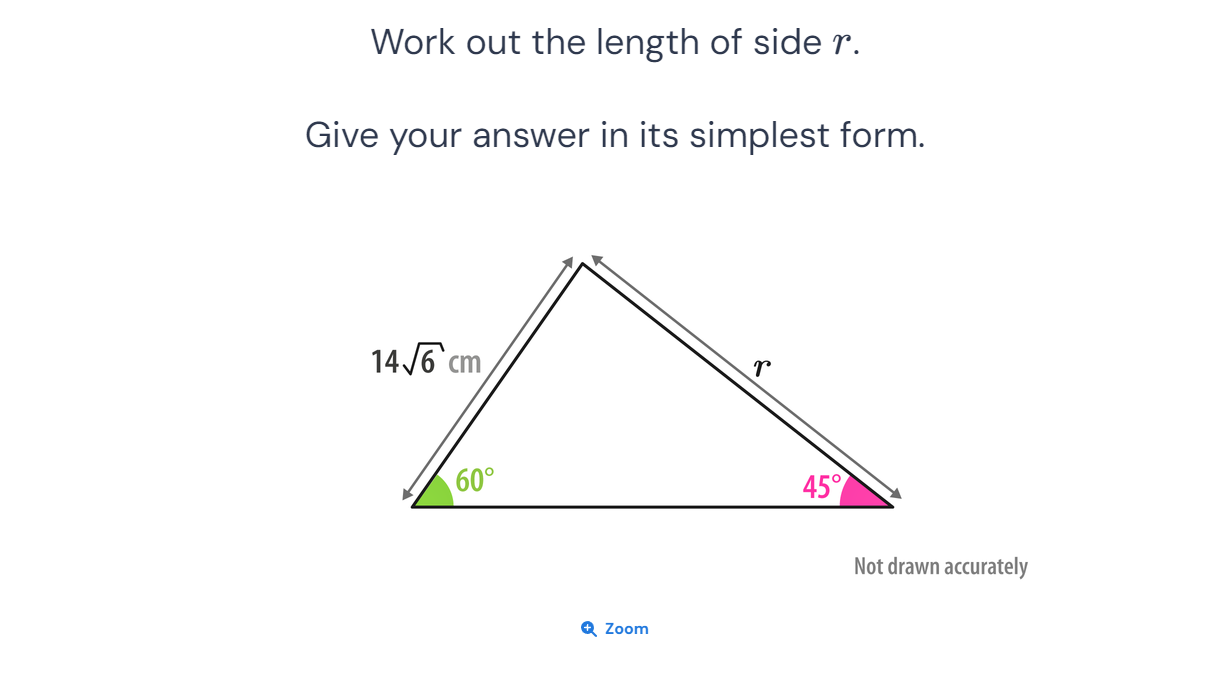 Work out the length of side r.
Give your answer in its simplest form.
14√6 cm
r
60°
45°
Not drawn accurately
Zoom